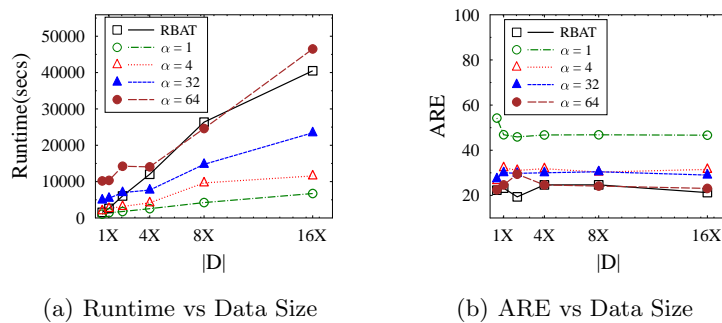 RBAT
α = 1
α = 4
α = 32
α = 64
50000
40000
30000
20000
10000
0
Runtime(secs)
1X 4X 8X 16X
|D|
(a) Runtime vs Data Size
RBAT
α = 1
α = 4
α = 32
α = 64
100
80
60
40
20
ARE
1X 4X 8X 16X
|D|
(b) ARE vs Data Size